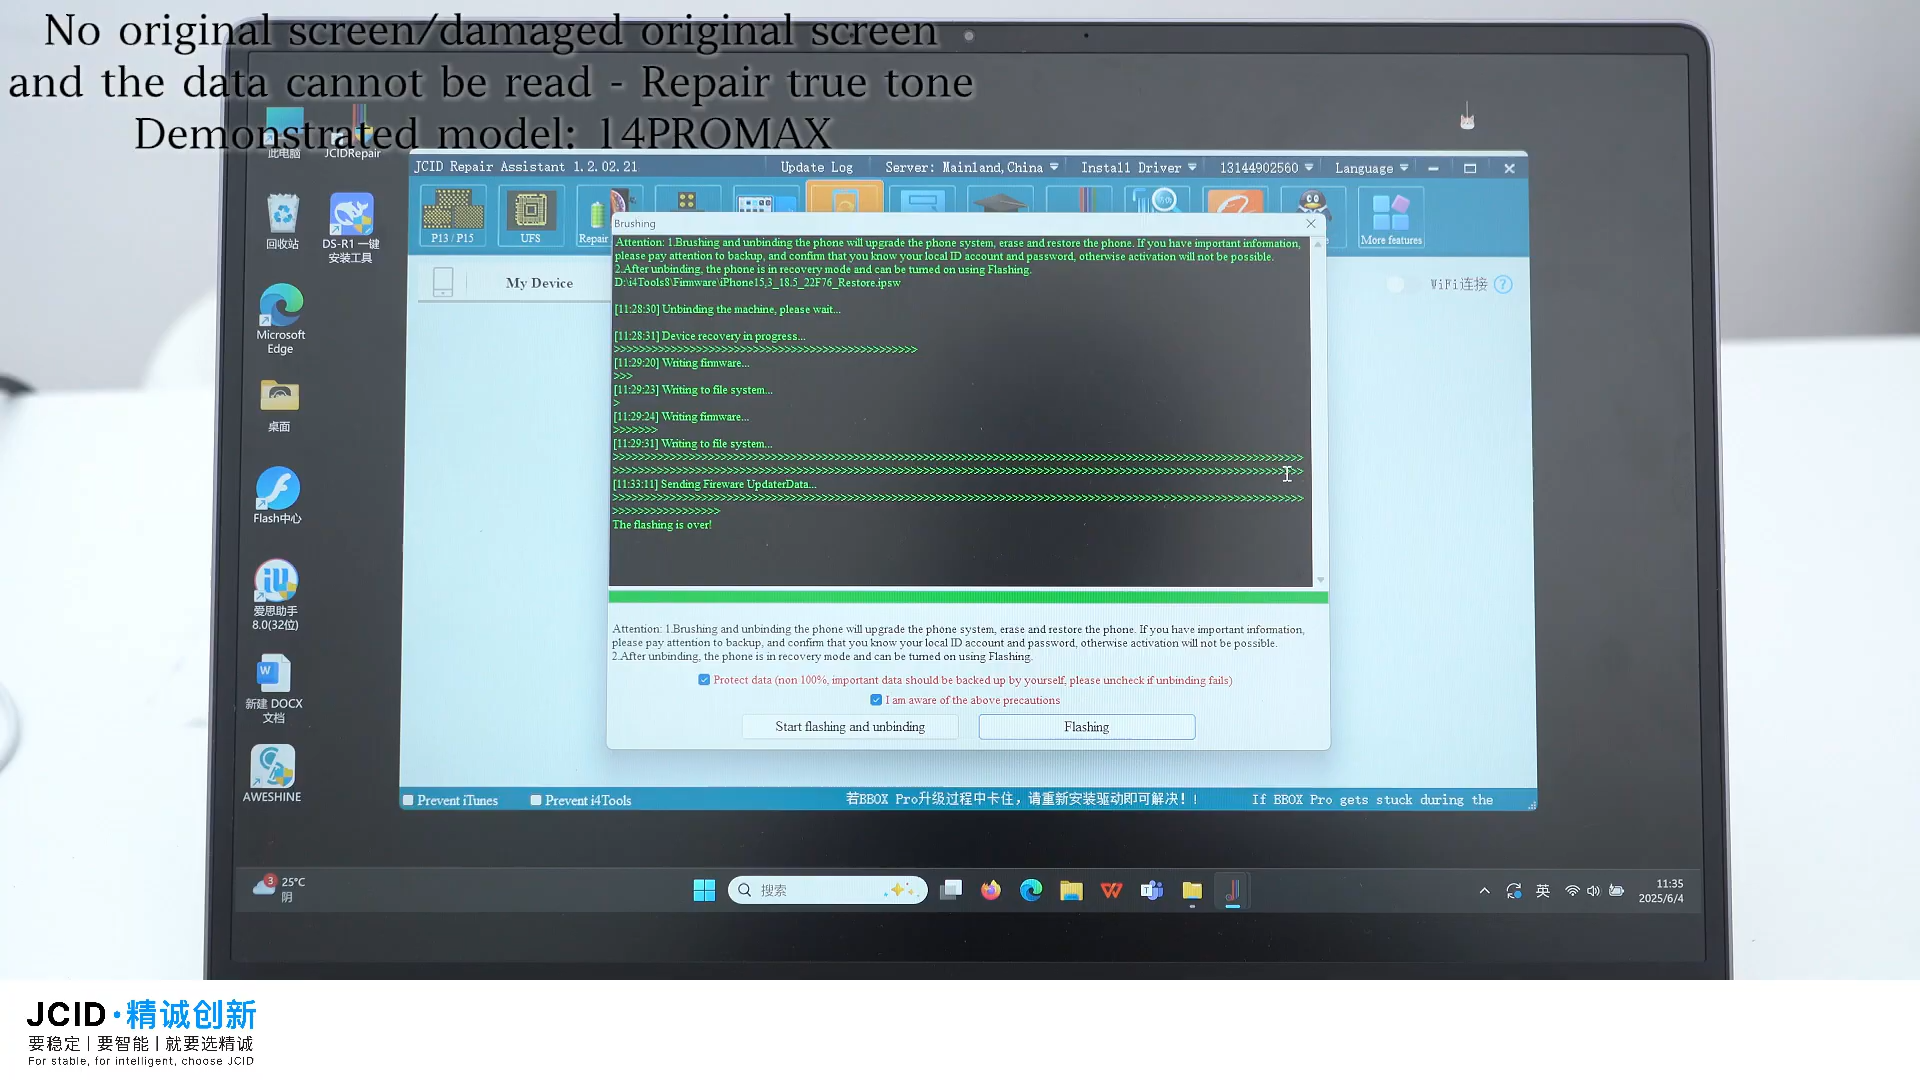 No original screen/damaged original screen
and the data cannot be read - Repair true tone
Demonstrated model: 14PROMAX
此电脑
JCIDRepair
回收站
DS-R1 一键
安装工具
Microsoft
Edge
桌面
Flash中心
爱思助手
8.0(32位)
新建 DOCX
文档
AWESHINE
JCID Repair Assistant 1.2.02.21
Update Log
Server: Mainland,China
Install Driver
13144902560
Language
P13 / P15
UFS
Repair
More features
My Device
WiFi连接
?
Brushing
Attention: 1.Brushing and unbinding the phone will upgrade the phone system, erase and restore the phone. If you have important information,
please pay attention to backup, and confirm that you know your local ID account and password, otherwise activation will not be possible.
2.After unbinding, the phone is in recovery mode and can be turned on using Flashing.
D:\i4Tools8\Firmware\iPhone15,3_18.5_22F76_Restore.ipsw
[11:28:30] Unbinding the machine, please wait...
[11:28:31] Device recovery in progress...
[11:29:20] Writing firmware...
>>>
[11:29:23] Writing to file system...
>
[11:29:24] Writing firmware...
>>>>>>>
[11:29:31] Writing to file system...
[11:33:11] Sending Fireware UpdaterData...
The flashing is over!
Attention: 1.Brushing and unbinding the phone will upgrade the phone system, erase and restore the phone. If you have important information,
please pay attention to backup, and confirm that you know your local ID account and password, otherwise activation will not be possible.
2.After unbinding, the phone is in recovery mode and can be turned on using Flashing.
Protect data (non 100%, important data should be backed up by yourself, please uncheck if unbinding fails)
I am aware of the above precautions
Start flashing and unbinding
Flashing
Prevent iTunes
Prevent i4Tools
若BBOX Pro升级过程中卡住，请重新安装驱动即可解决！!
If BBOX Pro gets stuck during the
3
25°C
阴
搜索
英
11:35
2025/6/4
JCID·精诚创新
要稳定|要智能|就要选精诚
For stable, for intelligent, choose JCID